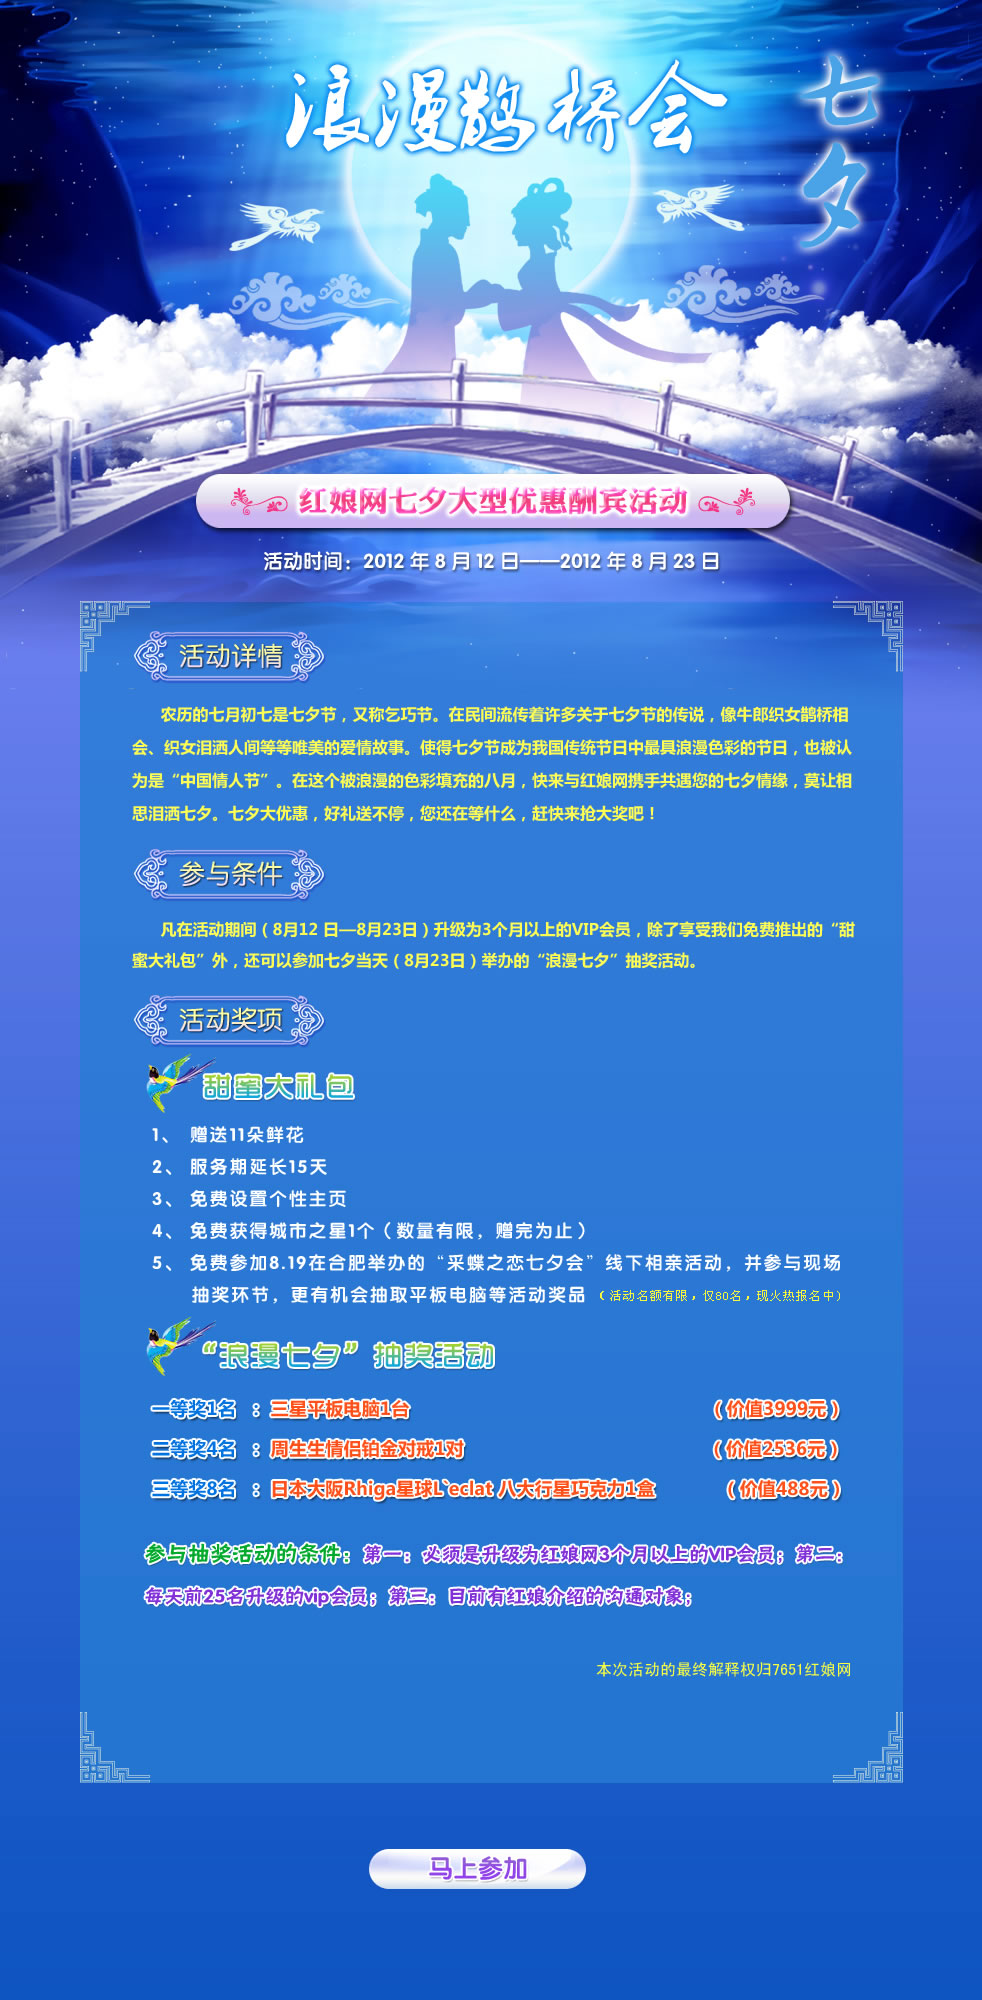 浪漫鹊桥会
七夕
红娘网七夕大型优惠酬宾活动
活动时间：2012 年 8 月 12 日——2012 年 8 月 23 日
活动详情
农历的七月初七是七夕节，又称乞巧节。在民间流传着许多关于七夕节的传说，像牛郎织女鹊桥相
会、织女泪洒人间等等唯美的爱情故事。使得七夕节成为我国传统节日中最具浪漫色彩的节日，也被认
为是“中国情人节”。在这个被浪漫的色彩填充的八月，快来与红娘网携手共遇您的七夕情缘，莫让相
思泪洒七夕。七夕大优惠，好礼送不停，您还在等什么，赶快来抢大奖吧！
参与条件
凡在活动期间（8月12 日—8月23日）升级为3个月以上的VIP会员，除了享受我们免费推出的“甜
蜜大礼包”外，还可以参加七夕当天（8月23日）举办的“浪漫七夕”抽奖活动。
活动奖项
甜蜜大礼包
1、 赠送11朵鲜花
2、 服务期延长15天
3、 免费设置个性主页
4、 免费获得城市之星1个（数量有限，赠完为止）
5、 免费参加8.19在合肥举办的“采蝶之恋七夕会”线下相亲活动，并参与现场
抽奖环节，更有机会抽取平板电脑等活动奖品 （活动名额有限，仅80名，现火热报名中）
“浪漫七夕”抽奖活动
一等奖1名 ：三星平板电脑1台 （价值3999元）
二等奖4名 ：周生生情侣铂金对戒1对 （价值2536元）
三等奖8名 ：日本大阪Rhiga星球L`eclat 八大行星巧克力1盒 （价值488元）
参与抽奖活动的条件：第一：必须是升级为红娘网3个月以上的VIP会员；第二：
每天前25名升级的vip会员；第三：目前有红娘介绍的沟通对象；
本次活动的最终解释权归7651红娘网
马上参加